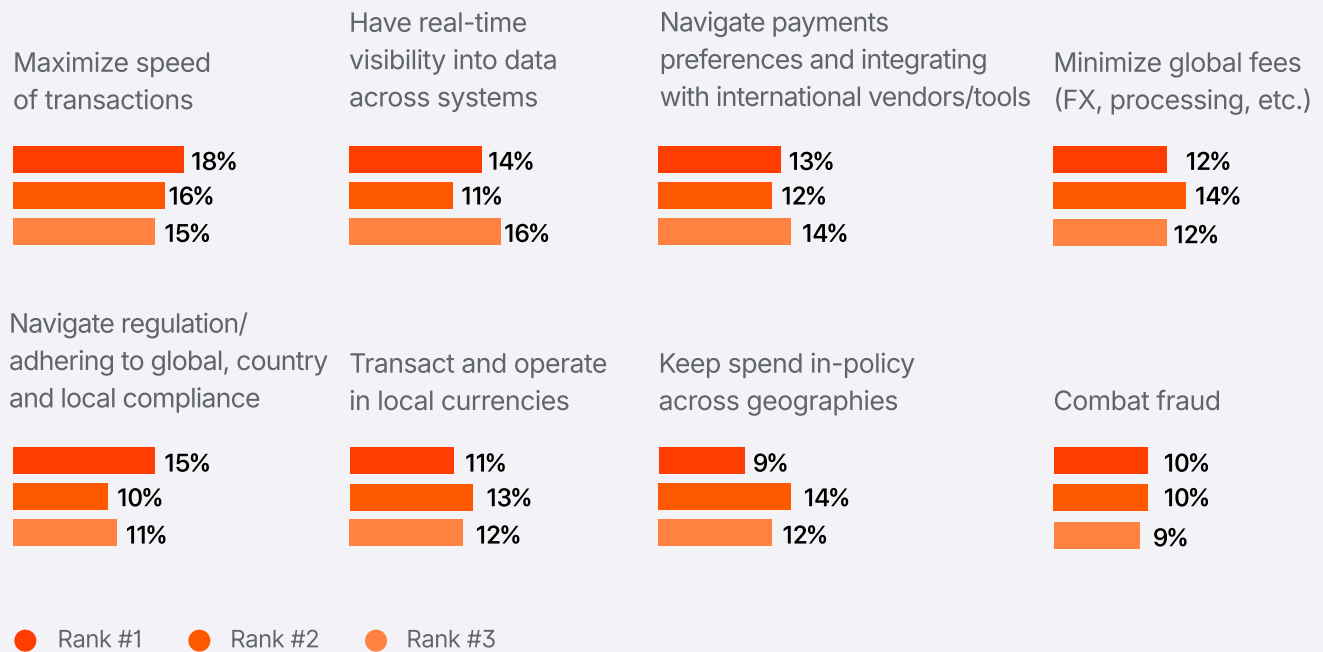 Maximize speed
of transactions
18%
16%
15%
Have real-time
visibility into data
across systems
14%
11%
16%
Navigate payments
preferences and integrating
with international vendors/tools
13%
12%
14%
Minimize global fees
(FX, processing, etc.)
12%
14%
12%
Navigate regulation/
adhering to global, country
and local compliance
15%
10%
11%
Transact and operate
in local currencies
11%
13%
12%
Keep spend in-policy
across geographies
9%
14%
12%
Combat fraud
10%
10%
9%
Rank #1
Rank #2
Rank #3